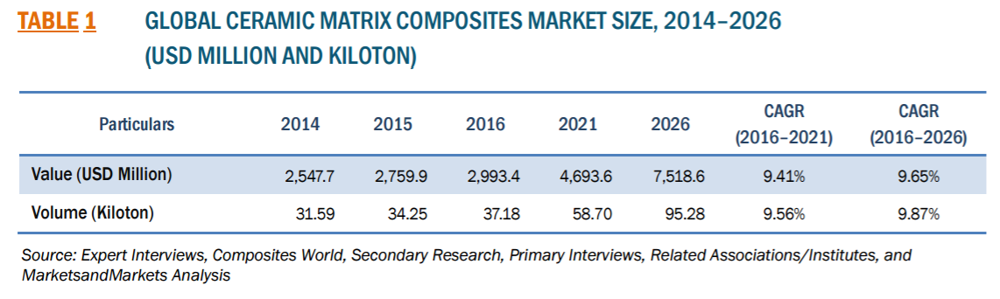 TABLE 1 GLOBAL CERAMIC MATRIX COMPOSITES MARKET SIZE, 2014–2026
(USD MILLION AND KILOTON)
Particulars 2014 2015 2016 2021 2026 CAGR (2016–2021) CAGR (2016–2026)
Value (USD Million) 2,547.7 2,759.9 2,993.4 4,693.6 7,518.6 9.41% 9.65%
Volume (Kiloton) 31.59 34.25 37.18 58.70 95.28 9.56% 9.87%
Source: Expert Interviews, Composites World, Secondary Research, Primary Interviews, Related Associations/Institutes, and
MarketsandMarkets Analysis